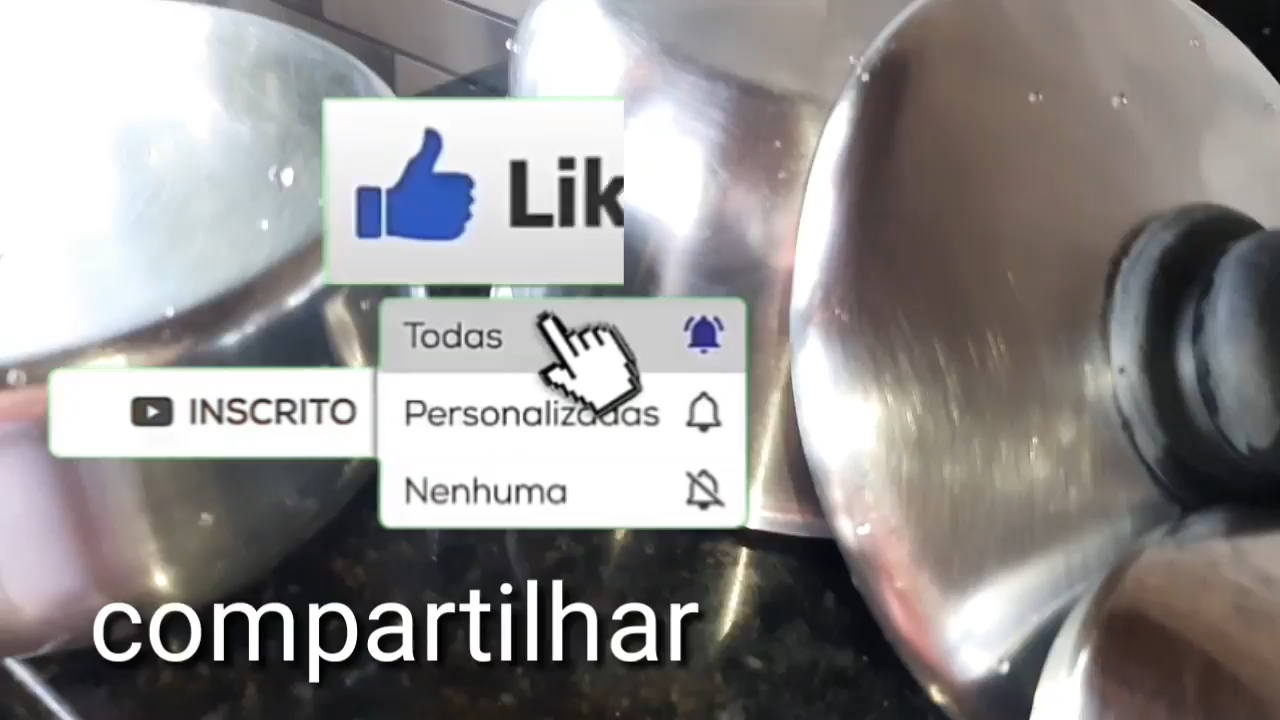 Lik
Todas
INSCRITO
Personalizadas
Nenhuma
compartilhar